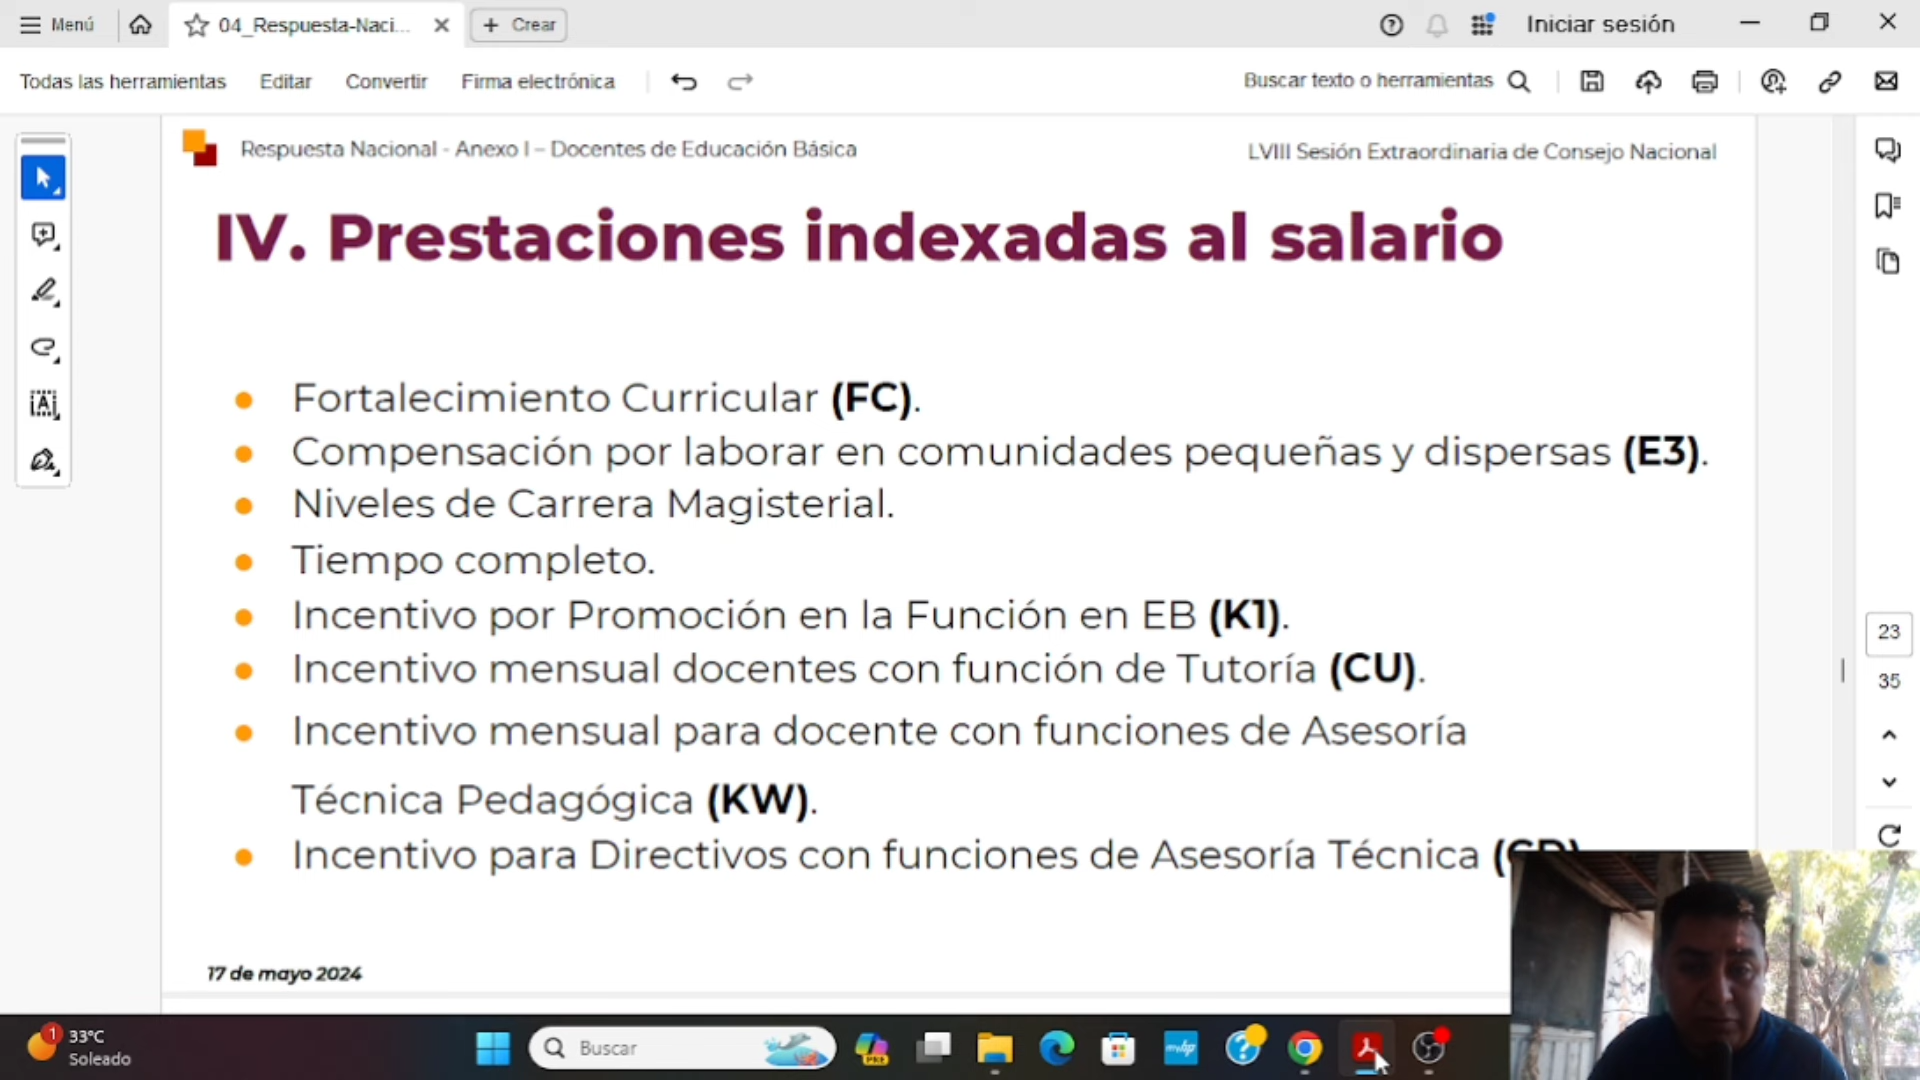 Menú
04_Respuesta-Naci...
Crear
Iniciar sesión
Todas las herramientas
Editar
Convertir
Firma electrónica
Buscar texto o herramientas
Respuesta Nacional - Anexo I – Docentes de Educación Básica
LVIII Sesión Extraordinaria de Consejo Nacional
IV. Prestaciones indexadas al salario
Fortalecimiento Curricular (FC).
Compensación por laborar en comunidades pequeñas y dispersas (E3).
Niveles de Carrera Magisterial.
Tiempo completo.
Incentivo por Promoción en la Función en EB (K1).
Incentivo mensual docentes con función de Tutoría (CU).
Incentivo mensual para docente con funciones de Asesoría
Técnica Pedagógica (KW).
Incentivo para Directivos con funciones de Asesoría Técnica
17 de mayo 2024
23
35
1
33°C
Soleado
Buscar
PRE
myhp